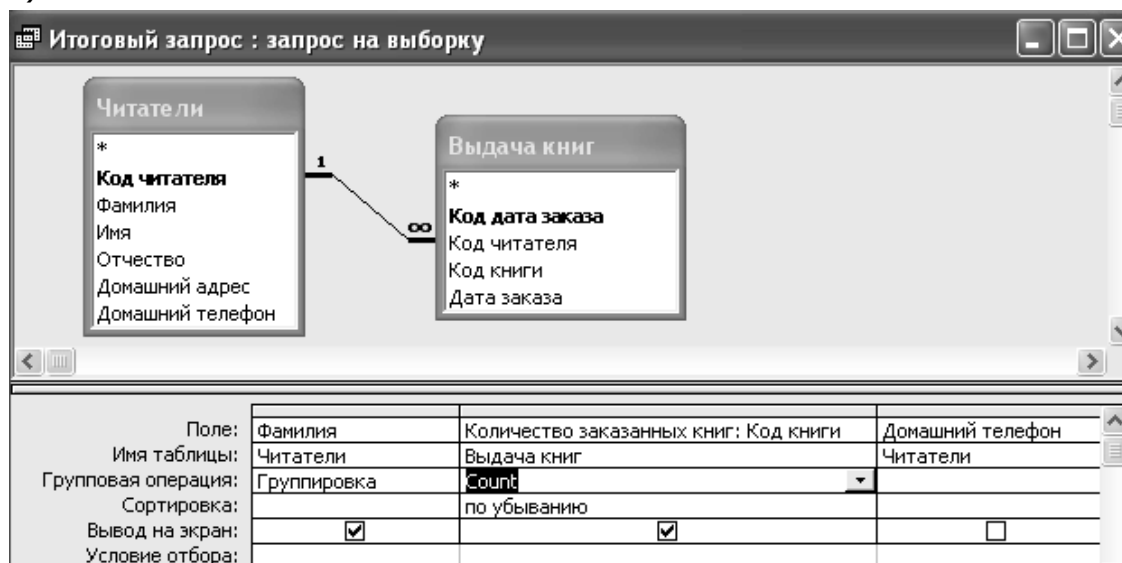 Итоговый запрос : запрос на выборку
Читатели
*
Код читателя
Фамилия
Имя
Отчество
Домашний адрес
Домашний телефон
1
∞
Выдача книг
*
Код дата заказа
Код читателя
Код книги
Дата заказа
Поле: Фамилия Количество заказанных книг: Код книги Домашний телефон
Имя таблицы: Читатели Выдача книг Читатели
Групповая операция: Группировка Count
Сортировка: по убыванию
Вывод на экран:
Условие отбора: